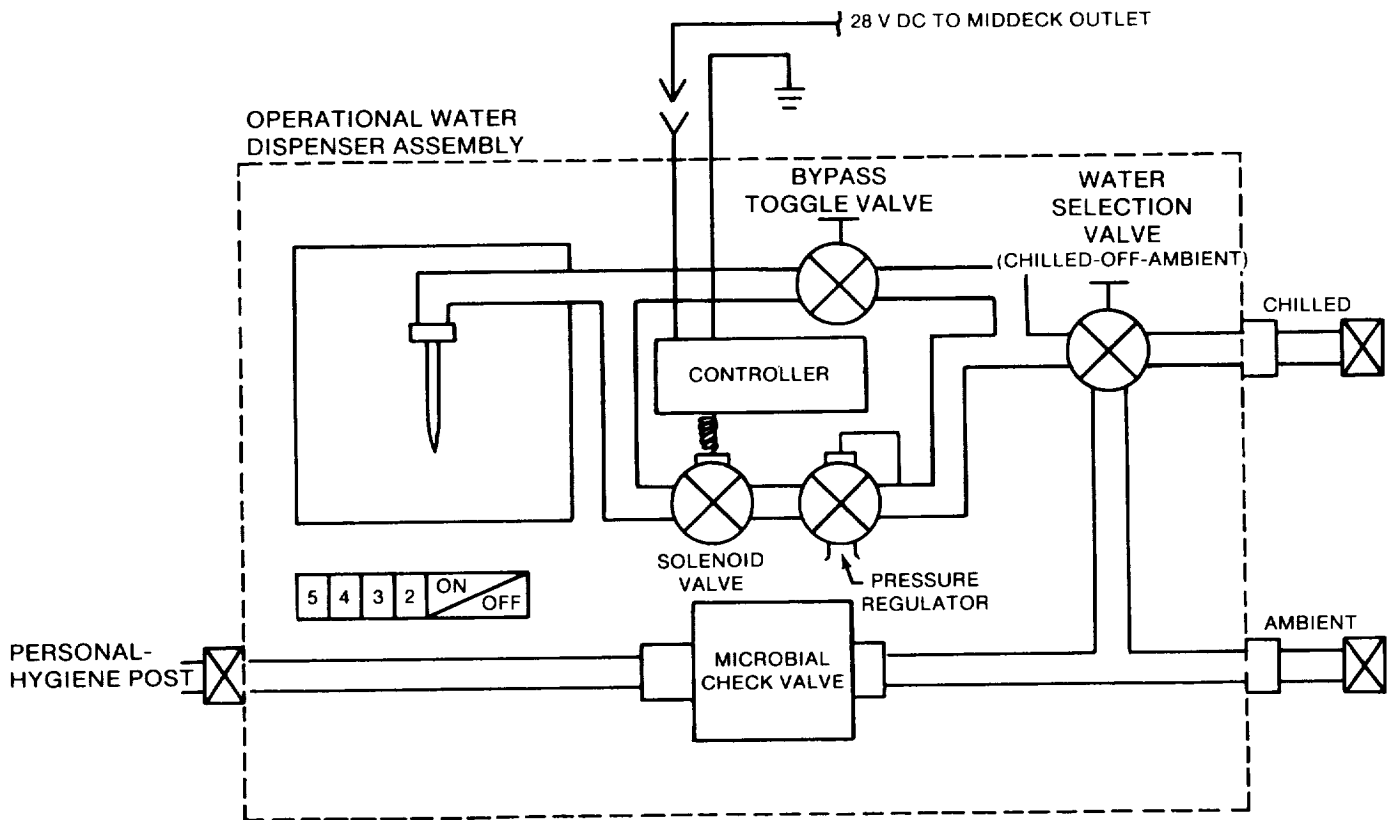 28 V DC TO MIDDECK OUTLET
OPERATIONAL WATER
DISPENSER ASSEMBLY
BYPASS
TOGGLE VALVE
WATER
SELECTION
VALVE
(CHILLED-OFF-AMBIENT)
CHILLED
CONTROLLER
SOLENOID
VALVE
PRESSURE
REGULATOR
5 4 3 2 ON OFF
AMBIENT
PERSONAL-
HYGIENE POST
MICROBIAL
CHECK VALVE